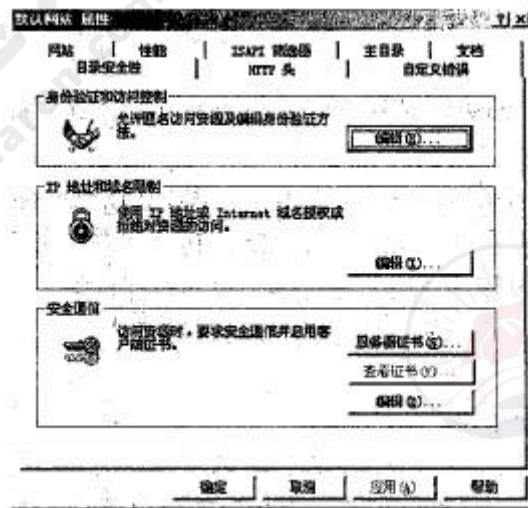 默认网站 属性
网站 性能 ISAPI 筛选器 主目录 文档
目录安全性 HTTP 头 自定义错误
身份验证和访问控制
允许匿名访问资源及编辑身份验证方
法。
编辑(E)...
IP 地址和域名限制
使用 IP 地址或 Internet 域名授权或
拒绝对资源的访问。
编辑(I)...
安全通信
访问资源时，要求安全通信并启用客
户端证书。
服务器证书(S)...
查看证书(V)...
编辑(D)...
确定 取消 应用(A) 帮助